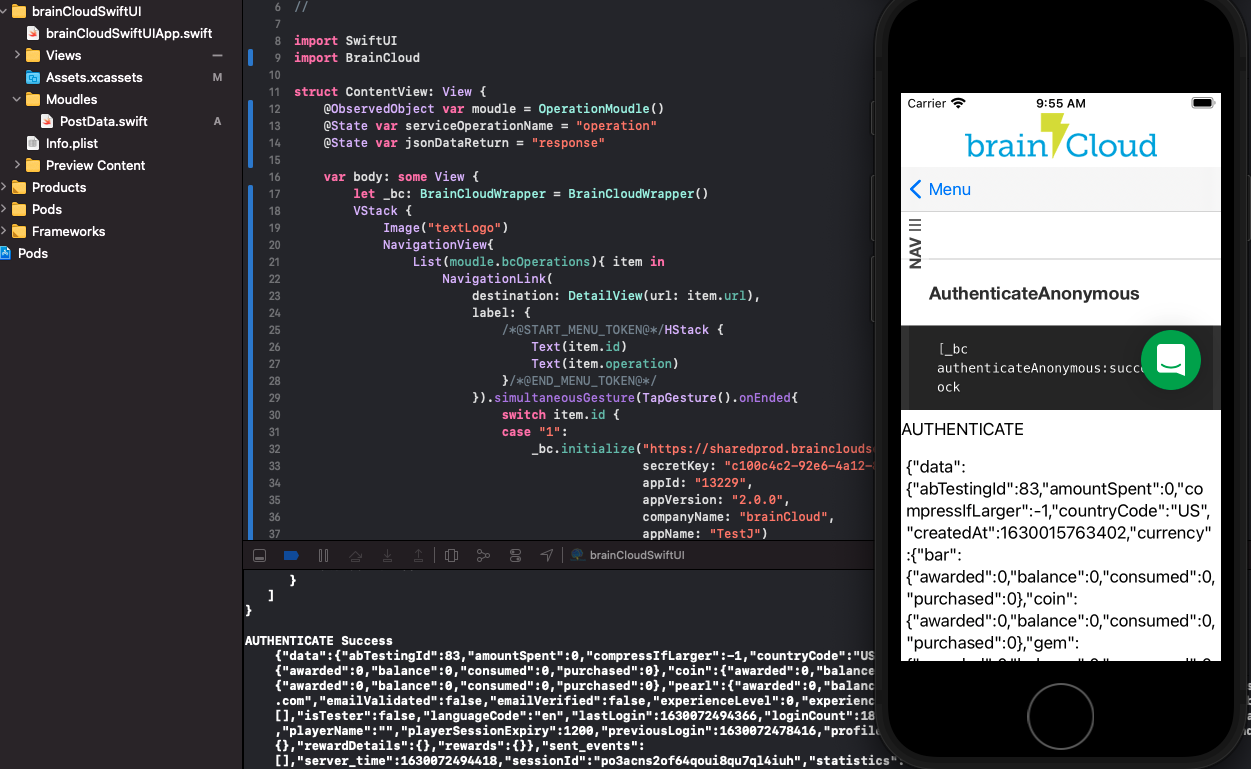 brainCloudSwiftUI
brainCloudSwiftUIApp.swift
Views
Assets.xcassets M
Moudles
PostData.swift A
Info.plist
Preview Content
Products
Pods
Frameworks
Pods
6 //
7
8 import SwiftUI
9 import BrainCloud
10
11 struct ContentView: View {
12 @ObservedObject var moudle = OperationMoudle()
13 @State var serviceOperationName = "operation"
14 @State var jsonDataReturn = "response"
15
16 var body: some View {
17 let _bc: BrainCloudWrapper = BrainCloudWrapper()
18 VStack {
19 Image("textLogo")
20 NavigationView{
21 List(moudle.bcOperations){ item in
22 NavigationLink(
23 destination: DetailView(url: item.url),
24 label: {
25 /*@START_MENU_TOKEN@*/HStack {
26 Text(item.id)
27 Text(item.operation)
28 }/*@END_MENU_TOKEN@*/
29 }).simultaneousGesture(TapGesture().onEnded{
30 switch item.id {
31 case "1":
32 _bc.initialize("https://sharedprod.braincloudse
33 secretKey: "c100c4c2-92e6-4a12-
34 appId: "13229",
35 appVersion: "2.0.0",
36 companyName: "brainCloud",
37 appName: "TestJ")
brainCloudSwiftUI
}
]
}
AUTHENTICATE Success
{"data":{"abTestingId":83,"amountSpent":0,"compressIfLarger":-1,"countryCode":"US
{"awarded":0,"balance":0,"consumed":0,"purchased":0},"coin":{"awarded":0,"balance
{"awarded":0,"balance":0,"consumed":0,"purchased":0},"pearl":{"awarded":0,"balanc
.com","emailValidated":false,"emailVerified":false,"experienceLevel":0,"experienc
[],"isTester":false,"languageCode":"en","lastLogin":1630072494366,"loginCount":18
,"playerName":"","playerSessionExpiry":1200,"previousLogin":1630072478416,"profil
{},"rewardDetails":{},"rewards":{}},"sent_events":
[],"server_time":1630072494418,"sessionId":"po3acns2of64qoui8qu7ql4iuh","statistics":
Carrier 9:55 AM
brainCloud
Menu
NAV
AuthenticateAnonymous
[_bc
authenticateAnonymous:succ
ock
AUTHENTICATE
{"data":
{"abTestingId":83,"amountSpent":0,"co
mpressIfLarger":-1,"countryCode":"US",
"createdAt":1630015763402,"currency"
:{"bar":
{"awarded":0,"balance":0,"consumed":0,
"purchased":0},"coin":
{"awarded":0,"balance":0,"consumed":0,
"purchased":0},"gem":